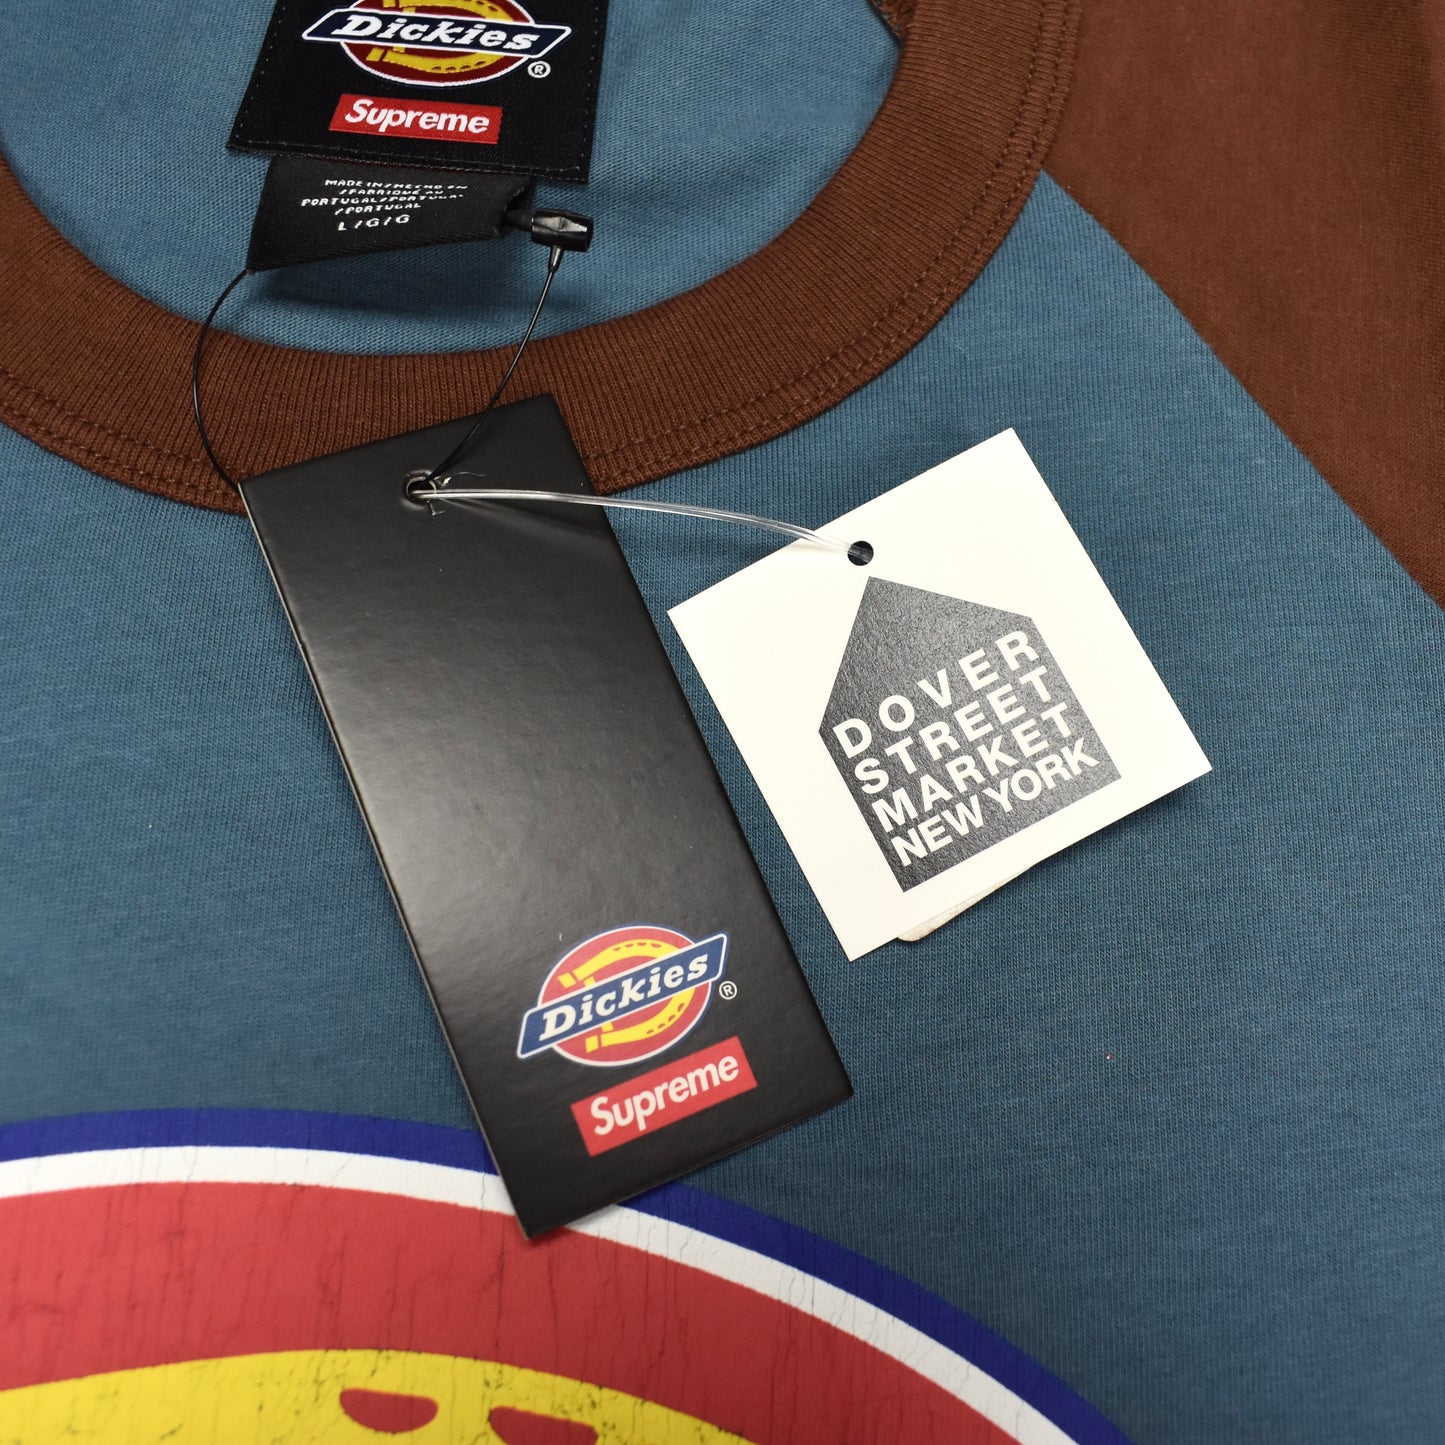 Dickies
®
Supreme
MADE IN/HECHO EN
/FABRIQUÉ AU
PORTUGAL/PORTUGAL
/PORTUGAL
L/G/G
DOVER
STREET
MARKET
NEW YORK
Dickies
®
Supreme